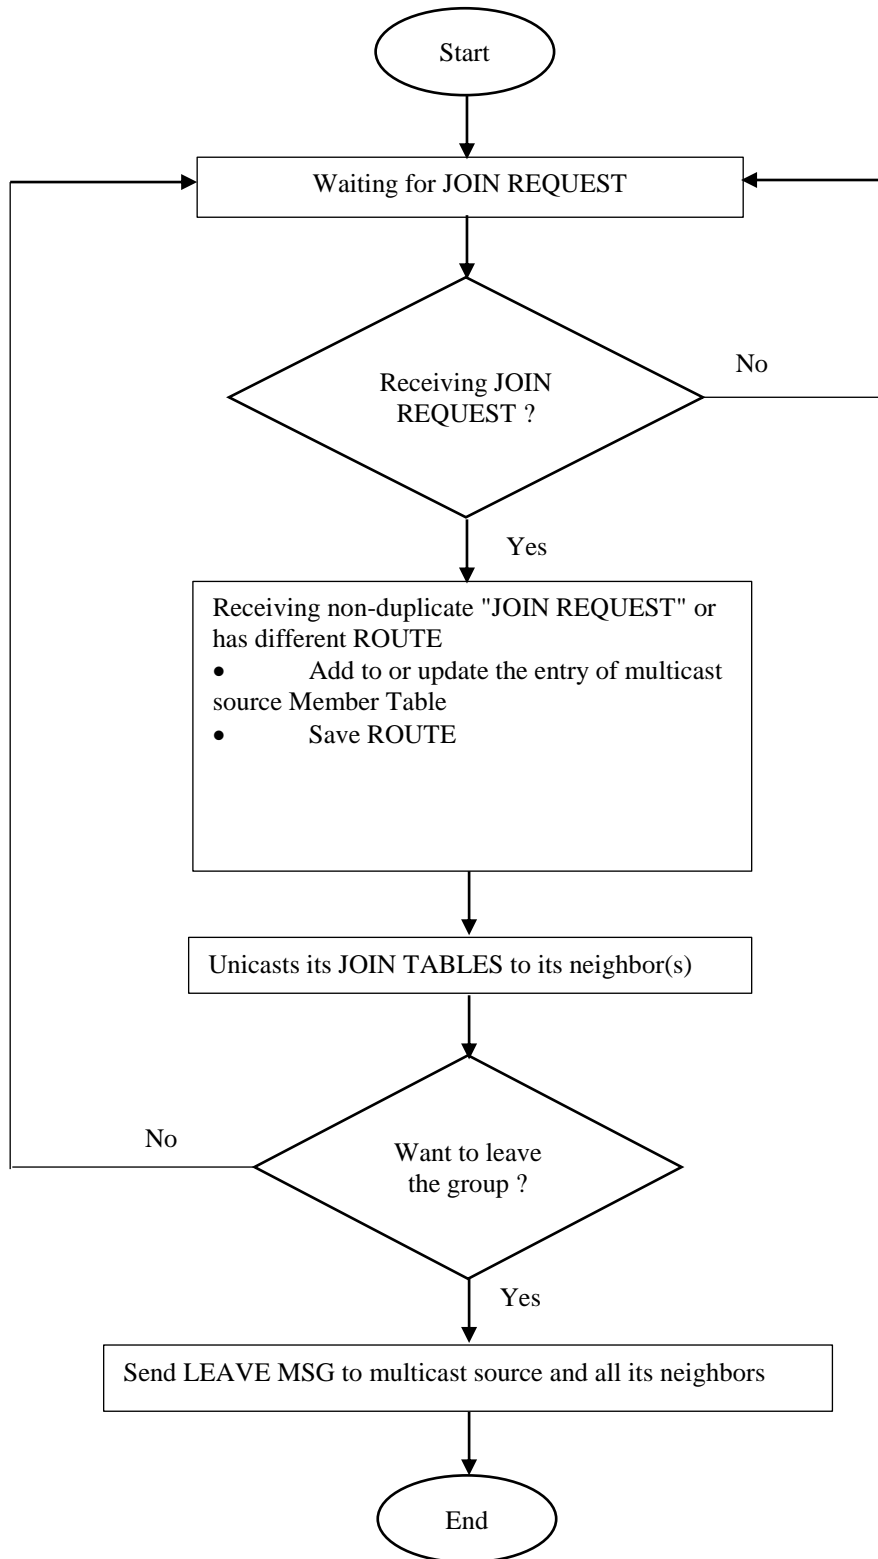 Start
Waiting for JOIN REQUEST
No
Receiving JOIN
REQUEST ?
Yes
Receiving non-duplicate "JOIN REQUEST" or
has different ROUTE
• Add to or update the entry of multicast
source Member Table
• Save ROUTE
Unicasts its JOIN TABLES to its neighbor(s)
No
Want to leave
the group ?
Yes
Send LEAVE MSG to multicast source and all its neighbors
End